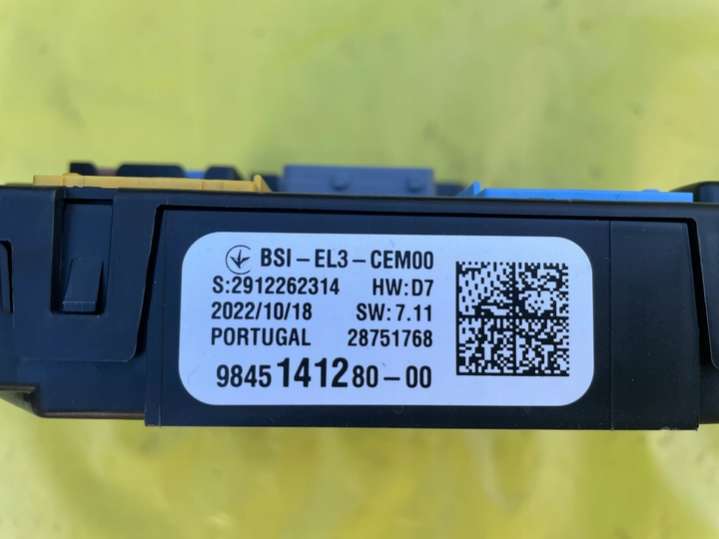 BSI-EL3-CEM00
S:2912262314 HW:D7
2022/10/18 SW:7.11
PORTUGAL 28751768
9845141280-00